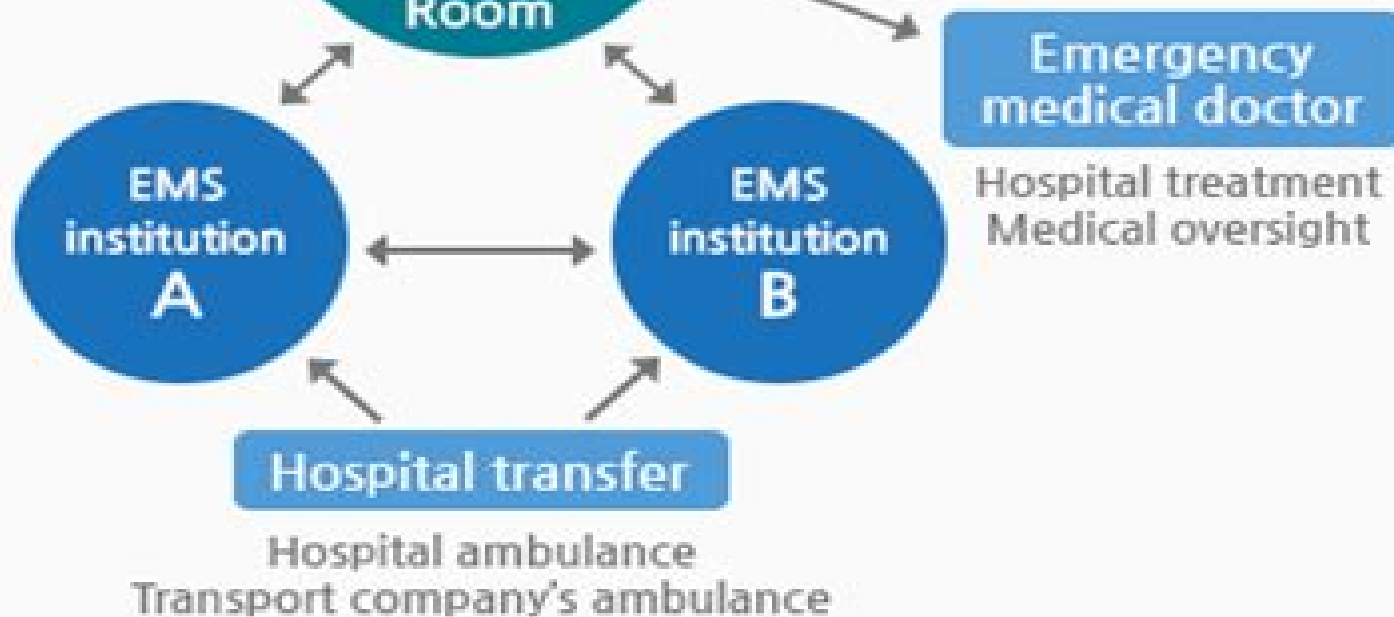 Room
Emergency
medical doctor
Hospital treatment
Medical oversight
EMS
institution
A
EMS
institution
B
Hospital transfer
Hospital ambulance
Transport company's ambulance